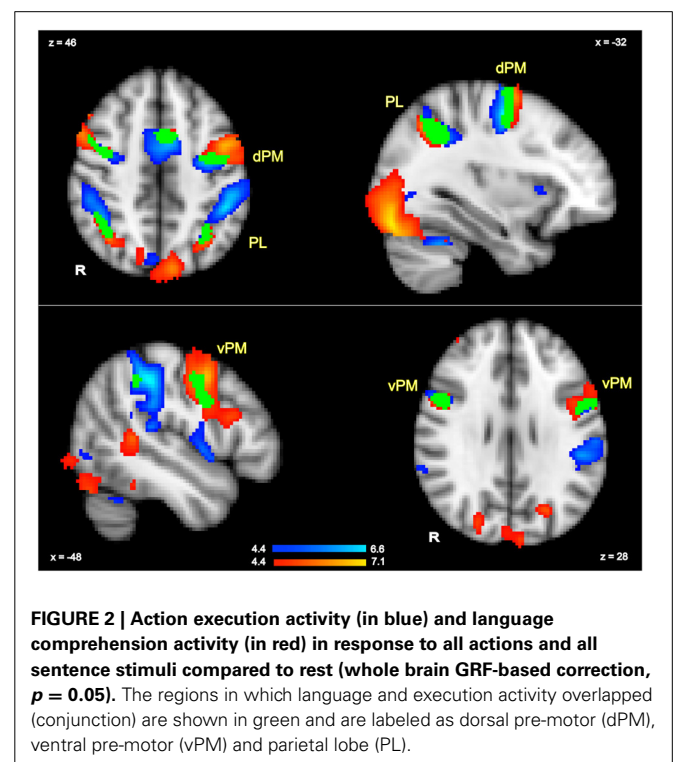 z = 46
x = -32
dPM
PL
dPM
PL
R
vPM
vPM
vPM
R
x = -48
4.4 6.6
4.4 7.1
z = 28
FIGURE 2 | Action execution activity (in blue) and language
comprehension activity (in red) in response to all actions and all
sentence stimuli compared to rest (whole brain GRF-based correction,
p = 0.05). The regions in which language and execution activity overlapped
(conjunction) are shown in green and are labeled as dorsal pre-motor (dPM),
ventral pre-motor (vPM) and parietal lobe (PL).